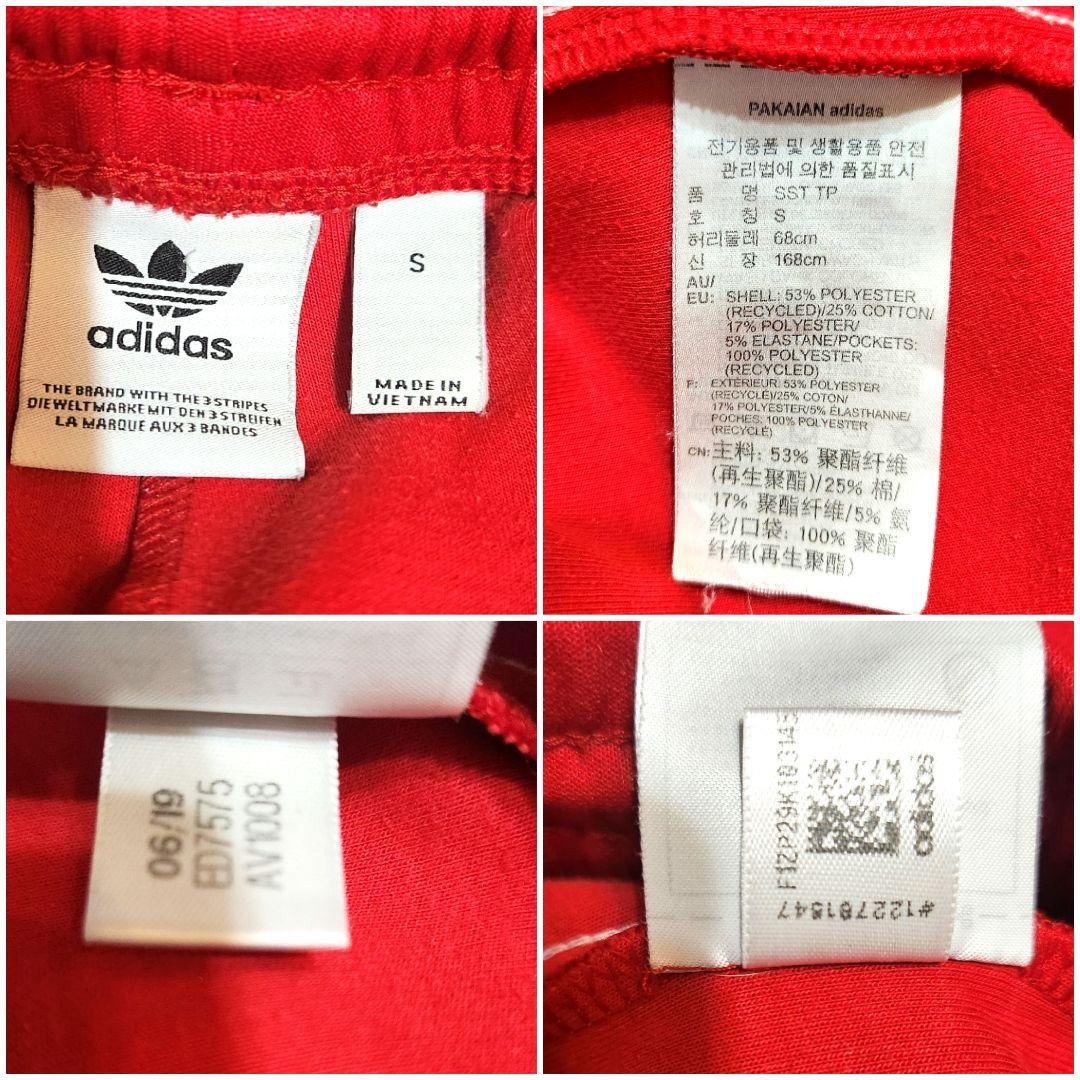 adidas
THE BRAND WITH THE 3 STRIPES
DIE WELTMARKE MIT DEN 3 STREIFEN
LA MARQUE AUX 3 BANDES
S
MADE IN
VIETNAM
PAKAIAN adidas
전기용품 및 생활용품 안전
관리법에 의한 품질표시
품 명 SST TP
호 칭 S
허리둘레 68cm
신 장 168cm
AU/
EU: SHELL: 53% POLYESTER
(RECYCLED)/25% COTTON/
17% POLYESTER/
5% ELASTANE/POCKETS:
100% POLYESTER
(RECYCLED)
F: EXTÉRIEUR: 53% POLYESTER
(RECYCLÉ)/25% COTON/
17% POLYESTER/5% ÉLASTHANNE/
POCHES: 100% POLYESTER
(RECYCLÉ)
CN: 主料: 53% 聚酯纤维
(再生聚酯)/25% 棉/
17% 聚酯纤维/5% 氨
纶/口袋: 100% 聚酯
纤维(再生聚酯)
06/19
ED7575
AV1008
adidas
#122781547